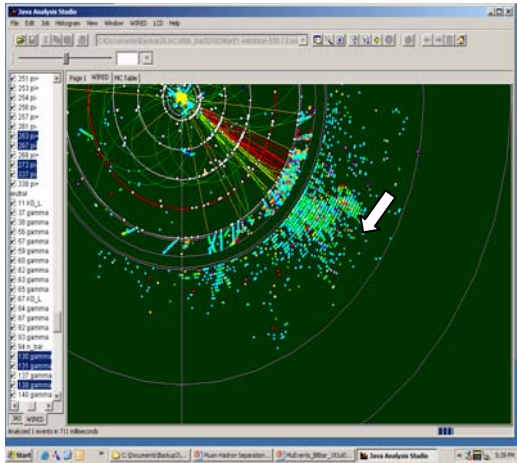 Java Analysis Studio
File Edit Job Histogram View Window WIRED LCD Help
Page 1 WIRED MC Table
251 pi+
253 pi+
254 pi-
256 pi-
257 pi+
261 pi-
263 pi+
267 pi-
268 pi+
272 pi+
337 pi-
338 pi+
neutral
11 K0_L
37 gamma
38 gamma
56 gamma
57 gamma
59 gamma
60 gamma
62 gamma
63 gamma
65 gamma
67 K0_L
84 gamma
87 gamma
92 gamma
93 gamma
94 n_bar
130 gamma
131 gamma
137 gamma
138 gamma
140 gamma
WIRED
Analysed 1 events in 711 milliseconds
Start
Muon-Hadron Separation...
Java Analysis Studio
5:39 PM